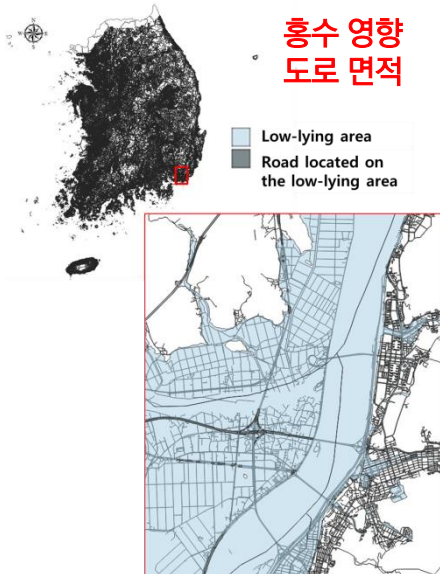 홍수 영향
도로 면적
N
W
E
S
Low-lying area
Road located on
the low-lying area